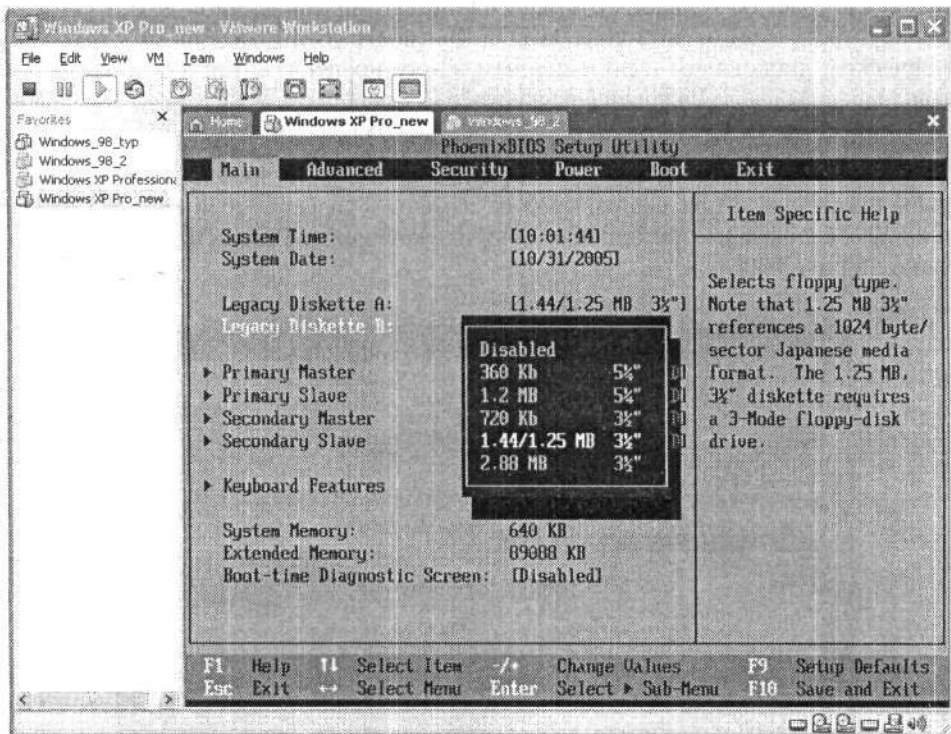 Windows XP Pro_new - VMware Workstation
File Edit View VM Team Windows Help
Favorites
Windows_98_typ
Windows_98_2
Windows XP Professiona
Windows XP Pro_new
Home Windows XP Pro_new Windows_98_2
PhoenixBIOS Setup Utility
Main Advanced Security Power Boot Exit
System Time: [10:01:44]
System Date: [10/31/2005]
Legacy Diskette A: [1.44/1.25 MB 3½"]
Legacy Diskette B:
Primary Master
Primary Slave
Secondary Master
Secondary Slave
Keyboard Features
System Memory: 640 KB
Extended Memory: 89088 KB
Boot-time Diagnostic Screen: [Disabled]
Disabled
360 Kb 5¼"
1.2 MB 5¼"
720 Kb 3½"
1.44/1.25 MB 3½"
2.88 MB 3½"
Item Specific Help
Selects floppy type.
Note that 1.25 MB 3½"
references a 1024 byte/
sector Japanese media
format. The 1.25 MB,
3½" diskette requires
a 3-Mode floppy-disk
drive.
F1 Help ↑↓ Select Item -/+ Change Values F9 Setup Defaults
Esc Exit ↔ Select Menu Enter Select ▶ Sub-Menu F10 Save and Exit